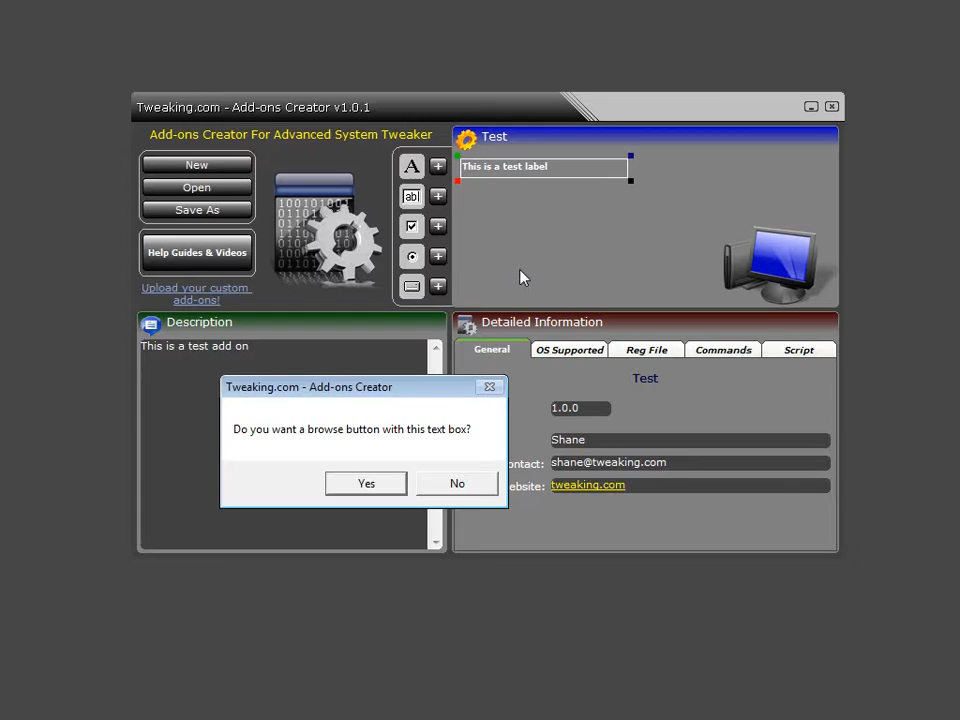 Tweaking.com - Add-ons Creator v1.0.1
Add-ons Creator For Advanced System Tweaker
New
Open
Save As
Help Guides & Videos
Upload your custom
add-ons!
A
ab
Test
This is a test label
Description
This is a test add on
Detailed Information
General
OS Supported
Reg File
Commands
Script
Test
1.0.0
Shane
ontact:
shane@tweaking.com
ebsite:
tweaking.com
Tweaking.com - Add-ons Creator
Do you want a browse button with this text box?
Yes
No